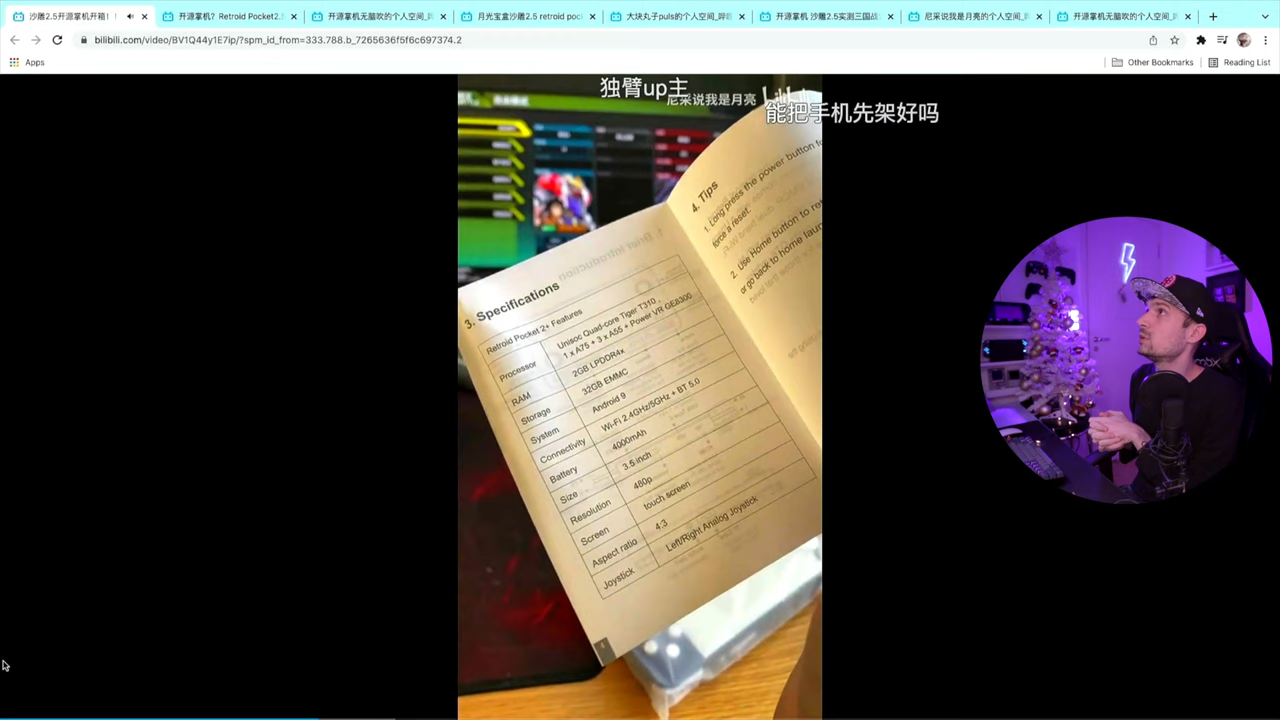 沙雕2.5开源掌机开箱！
开源掌机？Retroid Pocket2.
开源掌机无脑吹的个人空间_
月光宝盒沙雕2.5 retroid poc
大块丸子puls的个人空间_哔哩
开源掌机 沙雕2.5实测三国战
尼采说我是月亮的个人空间_
开源掌机无脑吹的个人空间_
bilibili.com/video/BV1Q44y1E7ip/?spm_id_from=333.788.b_7265636f5f6c697374.2
Apps
Other Bookmarks
Reading List
独臂up主
尼采说我是月亮
能把手机先架好吗
3. Specifications
Retroid Pocket 2+ Features
Processor
Unisoc Quad-core Tiger T310
1 x A75 + 3 x A55 + Power VR GE8300
RAM
2GB LPDDR4x
Storage
32GB EMMC
System
Android 9
Connectivity
Wi-Fi 2.4GHz/5GHz + BT 5.0
Battery
4000mAh
Size
3.5 inch
Resolution
480p
Screen
touch screen
Aspect ratio
4:3
Joystick
Left/Right Analog Joystick
4. Tips
1. Long press the power button fo
force a reset.
2. Use Home button to ret
or go back to home laun